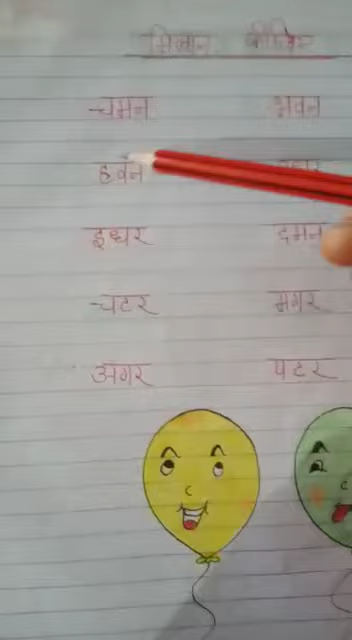 मिलान कीजिए
चमन भवन
हवन
इधर दमन
चटर मगर
अगर पटर